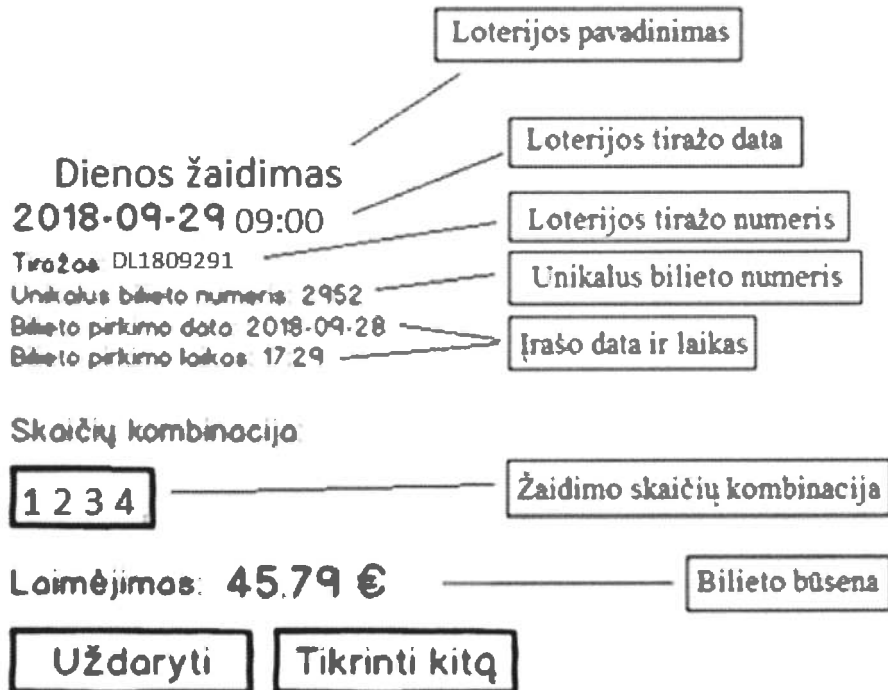 Loterijos pavadinimas
Loterijos tiražo data
Dienos žaidimas
2018-09-29 09:00
Loterijos tiražo numeris
Tiražas DL1809291
Unikalus bilieto numeris
Unikalus bilieto numeris: 2952
Bilieto pirkimo data: 2018-09-28
Įrašo data ir laikas
Bilieto pirkimo laikas: 17:29
Skaičių kombinacija:
1 2 3 4
Žaidimo skaičių kombinacija
Laimėjimas: 45.79 €
Bilieto būsena
Uždaryti
Tikrinti kitą